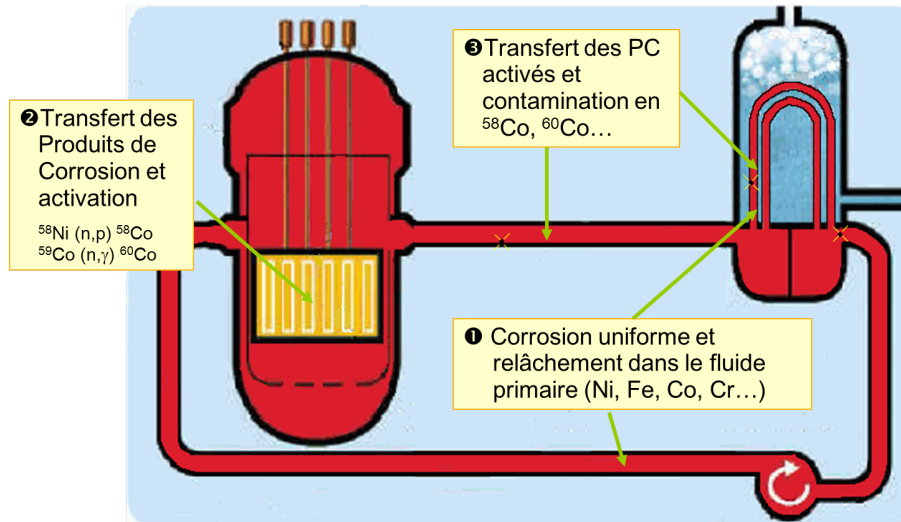 ❸Transfert des PC
activés et
contamination en
⁵⁸Co, ⁶⁰Co…
❷Transfert des
Produits de
Corrosion et
activation
⁵⁸Ni (n,p) ⁵⁸Co
⁵⁹Co (n,γ) ⁶⁰Co
❶ Corrosion uniforme et
relâchement dans le fluide
primaire (Ni, Fe, Co, Cr…)